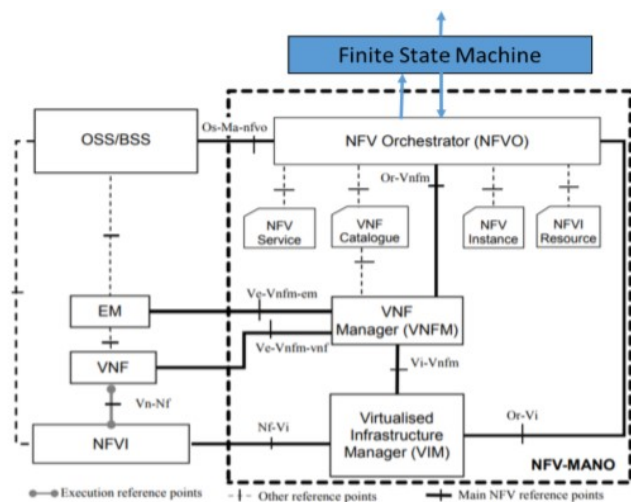 Finite State Machine
OSS/BSS
Os-Ma-nfvo
NFV Orchestrator (NFVO)
Or-Vnfm
NFV
Service
VNF
Catalogue
NFV
Instance
NFVI
Resource
EM
Ve-Vnfm-em
VNF
Manager (VNFM)
Ve-Vnfm-vnf
VNF
Vi-Vnfm
Vn-Nf
Or-Vi
NFVI
Nf-Vi
Virtualised
Infrastructure
Manager (VIM)
NFV-MANO
Execution reference points
Other reference points
Main NFV reference points